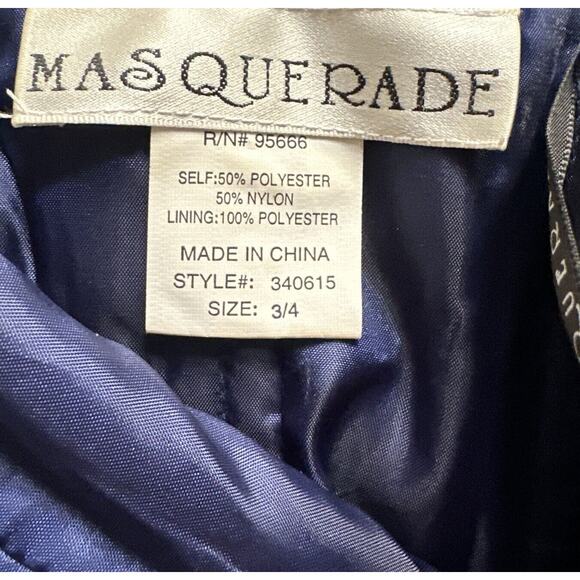 MASQUERADE
R/N# 95666
SELF:50% POLYESTER
50% NYLON
LINING:100% POLYESTER
MADE IN CHINA
STYLE#: 340615
SIZE: 3/4